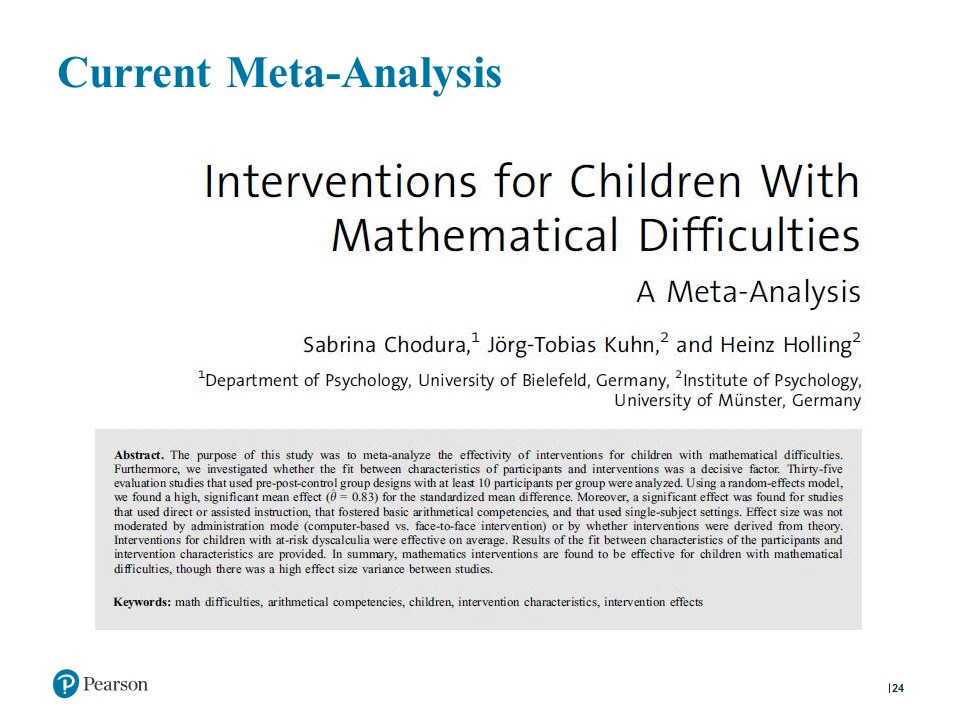 Current Meta-Analysis
Interventions for Children With
Mathematical Difficulties
A Meta-Analysis
Sabrina Chodura,¹ Jörg-Tobias Kuhn,² and Heinz Holling²
¹Department of Psychology, University of Bielefeld, Germany, ²Institute of Psychology,
University of Münster, Germany
Abstract. The purpose of this study was to meta-analyze the effectivity of interventions for children with mathematical difficulties.
Furthermore, we investigated whether the fit between characteristics of participants and interventions was a decisive factor. Thirty-five
evaluation studies that used pre-post-control group designs with at least 10 participants per group were analyzed. Using a random-effects model,
we found a high, significant mean effect (θ̂ = 0.83) for the standardized mean difference. Moreover, a significant effect was found for studies
that used direct or assisted instruction, that fostered basic arithmetical competencies, and that used single-subject settings. Effect size was not
moderated by administration mode (computer-based vs. face-to-face intervention) or by whether interventions were derived from theory.
Interventions for children with at-risk dyscalculia were effective on average. Results of the fit between characteristics of the participants and
intervention characteristics are provided. In summary, mathematics interventions are found to be effective for children with mathematical
difficulties, though there was a high effect size variance between studies.
Keywords: math difficulties, arithmetical competencies, children, intervention characteristics, intervention effects
Pearson
|24